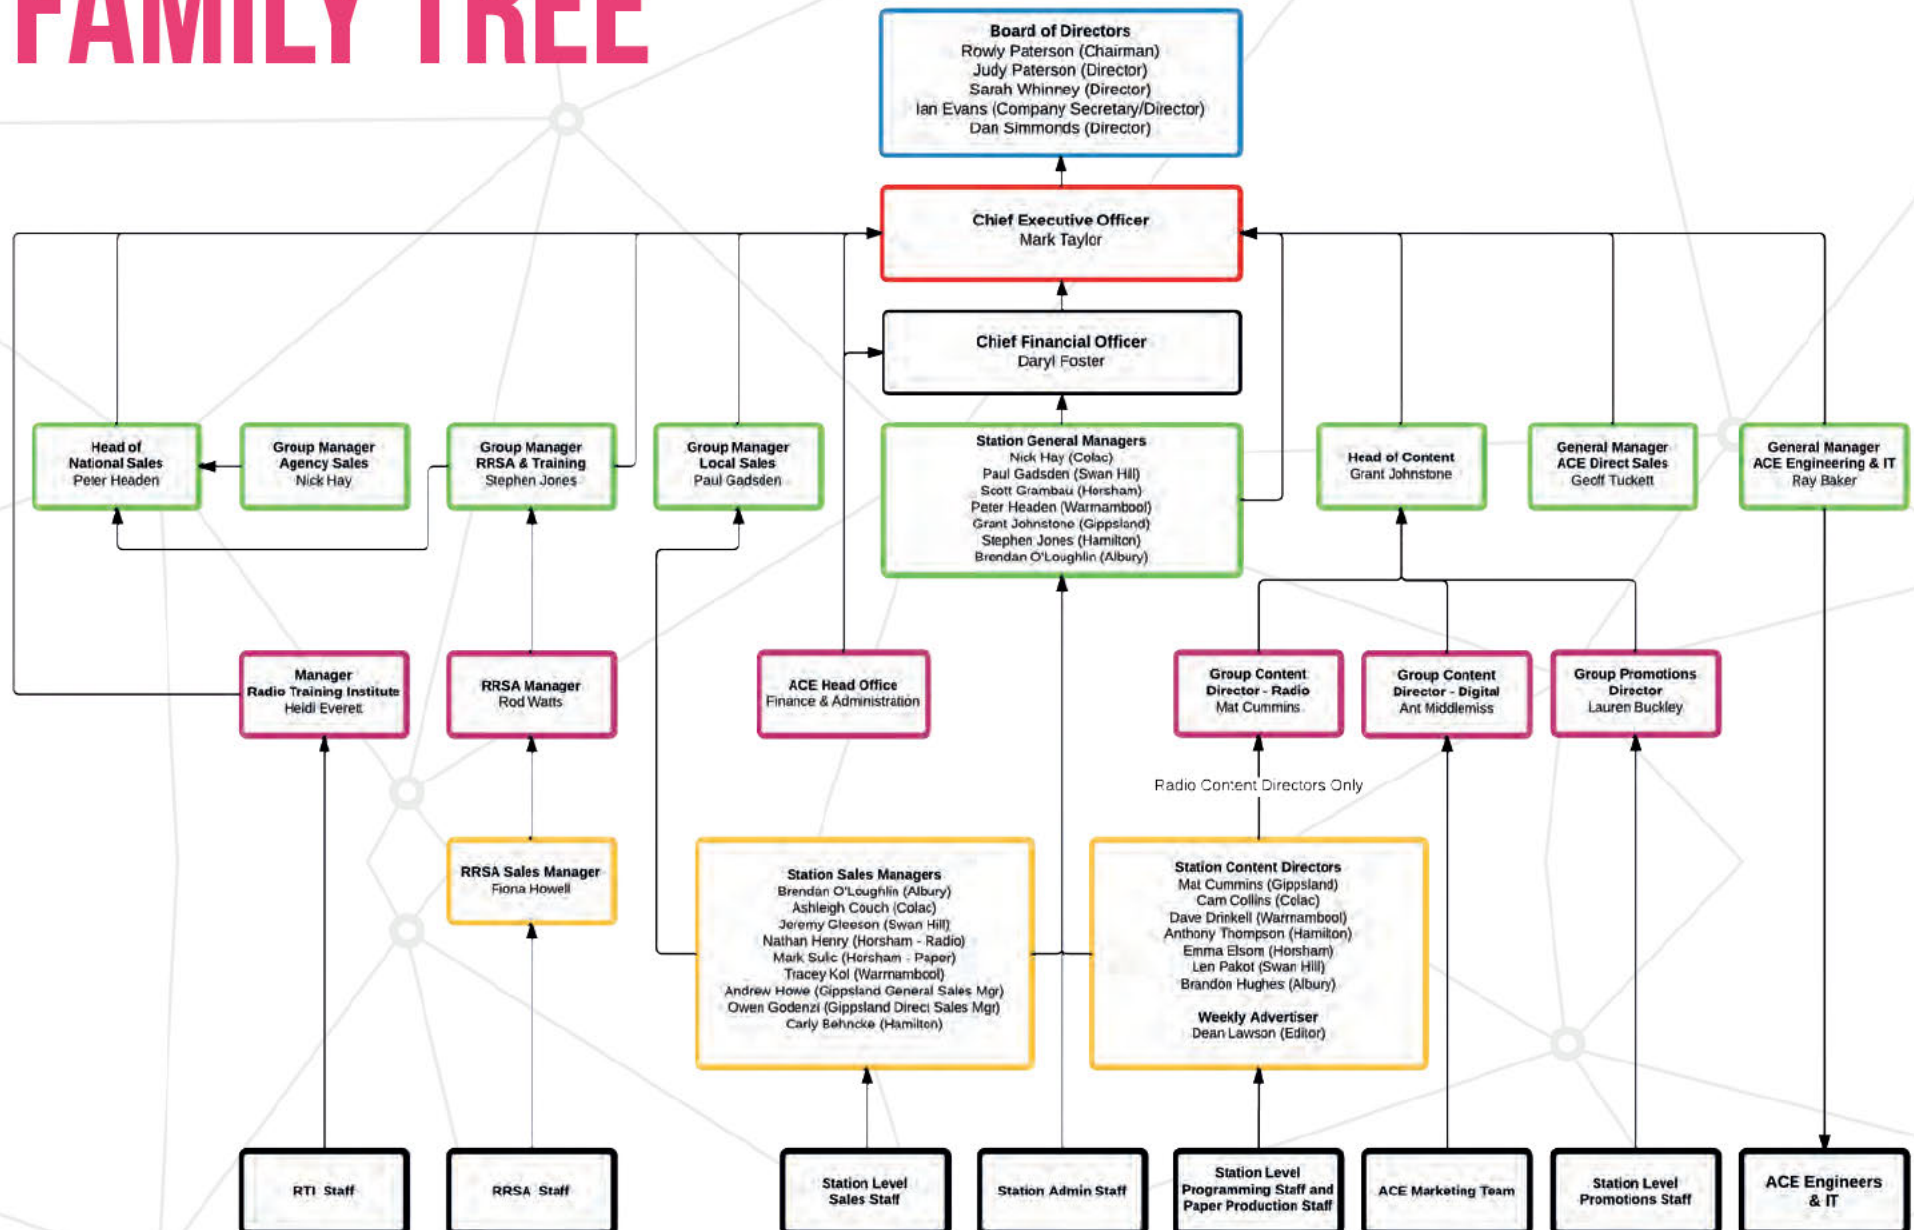 FAMILY TREE
Board of Directors
Rowly Paterson (Chairman)
Judy Paterson (Director)
Sarah Whinney (Director)
Ian Evans (Company Secretary/Director)
Dan Simmonds (Director)
Chief Executive Officer
Mark Taylor
Chief Financial Officer
Daryl Foster
Head of
National Sales
Peter Headen
Group Manager
Agency Sales
Nick Hay
Group Manager
RRSA & Training
Stephen Jones
Group Manager
Local Sales
Paul Gadsden
Station General Managers
Nick Hay (Colac)
Paul Gadsden (Swan Hill)
Scott Grambau (Horsham)
Peter Headen (Warrnambool)
Grant Johnstone (Gippsland)
Stephen Jones (Hamilton)
Brendan O'Loughlin (Albury)
Head of Content
Grant Johnstone
General Manager
ACE Direct Sales
Geoff Tuckett
General Manager
ACE Engineering & IT
Ray Baker
Manager
Radio Training Institute
Heidi Everett
RRSA Manager
Rod Watts
ACE Head Office
Finance & Administration
Group Content
Director - Radio
Mat Cummins
Group Content
Director - Digital
Ant Middlemiss
Group Promotions
Director
Lauren Buckley
Radio Content Directors Only
RRSA Sales Manager
Fiona Howell
Station Sales Managers
Brendan O'Loughlin (Albury)
Ashleigh Couch (Colac)
Jeremy Gleeson (Swan Hill)
Nathan Henry (Horsham - Radio)
Mark Sulic (Horsham - Paper)
Tracey Kol (Warrnambool)
Andrew Howe (Gippsland General Sales Mgr)
Owen Godenzi (Gippsland Direct Sales Mgr)
Carly Behncke (Hamilton)
Station Content Directors
Mat Cummins (Gippsland)
Cam Collins (Colac)
Dave Drinkell (Warrnambool)
Anthony Thompson (Hamilton)
Emma Elsom (Horsham)
Len Pakot (Swan Hill)
Brandon Hughes (Albury)
Weekly Advertiser
Dean Lawson (Editor)
RTI Staff
RRSA Staff
Station Level
Sales Staff
Station Admin Staff
Station Level
Programming Staff and
Paper Production Staff
ACE Marketing Team
Station Level
Promotions Staff
ACE Engineers
& IT